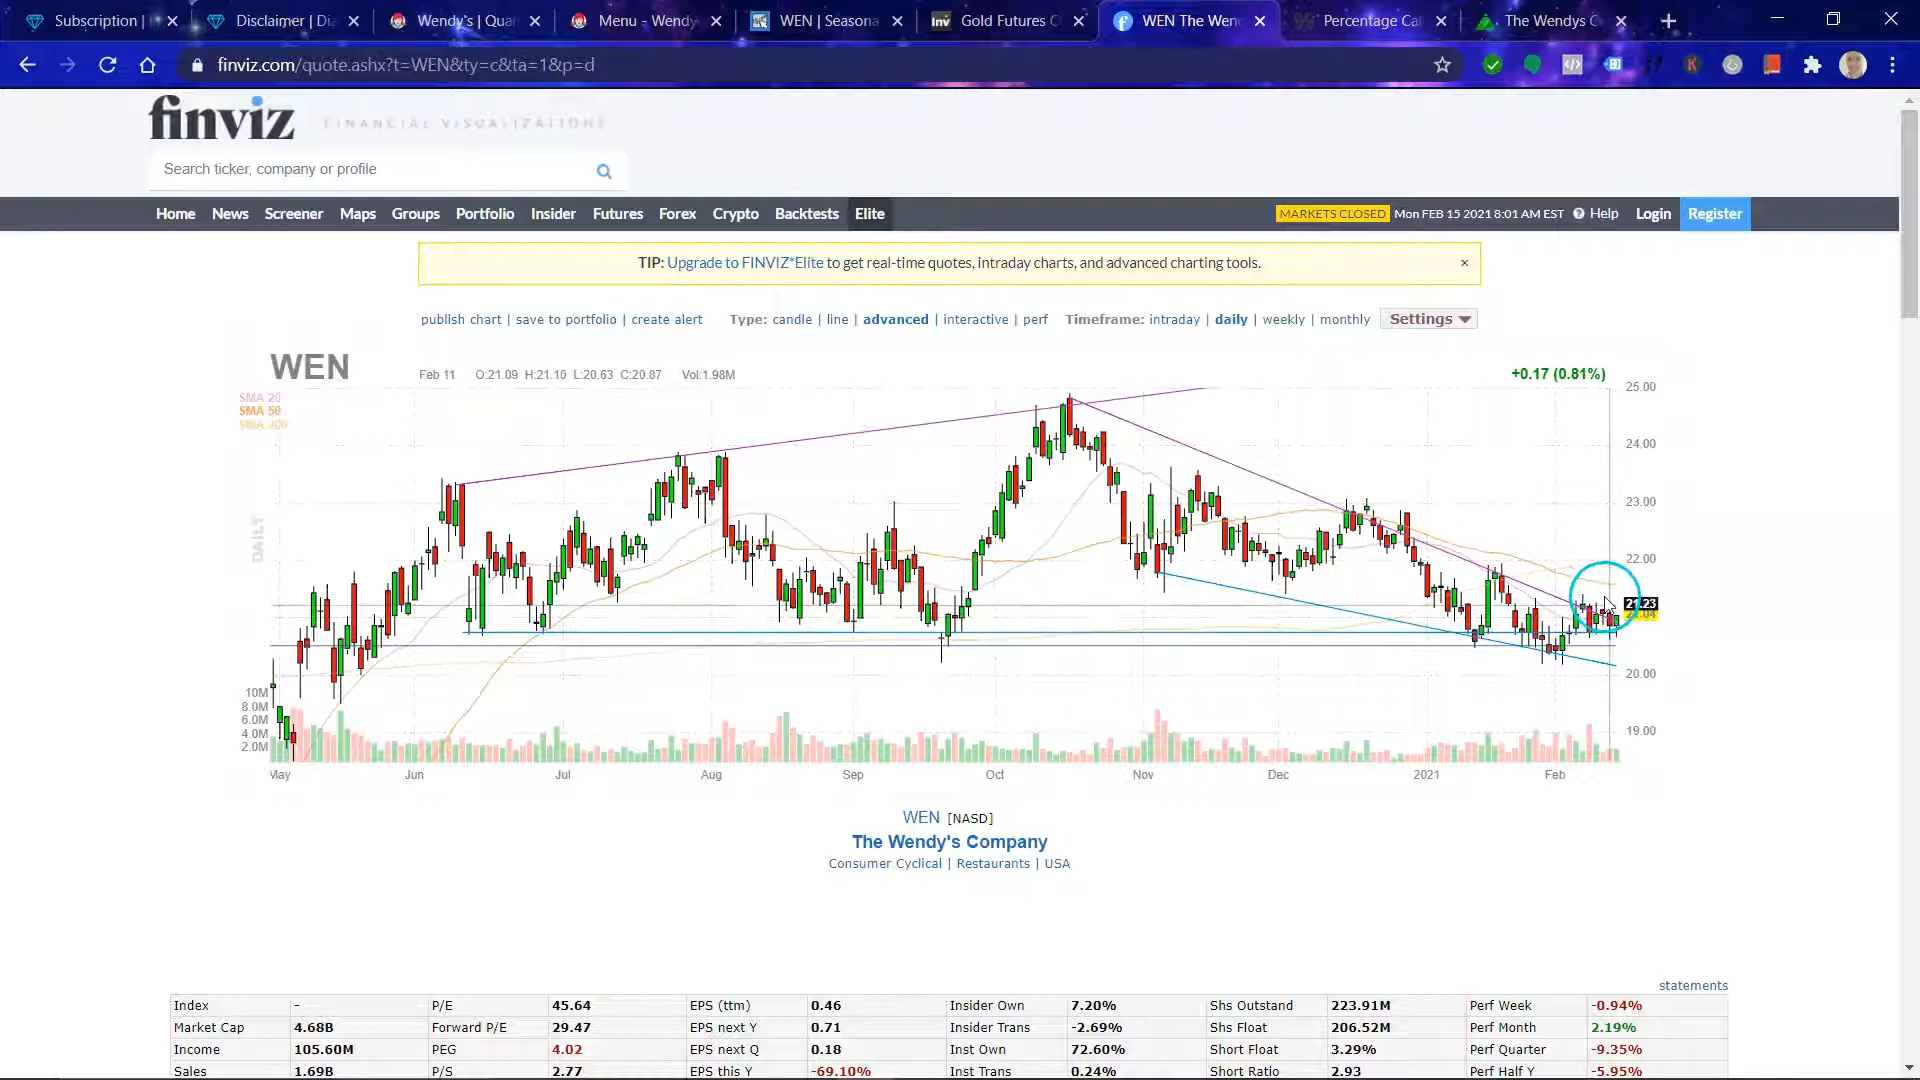 Subscription | Disclaimer | Di Wendy's | Qua Menu - Wendy WEN | Seasona Gold Futures C WEN The Wen Percentage Cal The Wendys C
finviz.com/quote.ashx?t=WEN&ty=c&ta=1&p=d
finviz FINANCIAL VISUALIZATIONS
Search ticker, company or profile
Home News Screener Maps Groups Portfolio Insider Futures Forex Crypto Backtests Elite MARKETS CLOSED Mon FEB 15 2021 8:01 AM EST Help Login Register
TIP: Upgrade to FINVIZ*Elite to get real-time quotes, intraday charts, and advanced charting tools. ×
publish chart | save to portfolio | create alert Type: candle | line | advanced | interactive | perf Timeframe: intraday | daily | weekly | monthly Settings
WEN Feb 11 O:21.09 H:21.10 L:20.63 C:20.87 Vol:1.98M +0.17 (0.81%)
SMA 20
SMA 50
SMA 200
DAILY
25.00
24.00
23.00
22.00
21.23
20.00
19.00
10M
8.0M
6.0M
4.0M
2.0M
May Jun Jul Aug Sep Oct Nov Dec 2021 Feb
WEN [NASD]
The Wendy's Company
Consumer Cyclical | Restaurants | USA
statements
Index - P/E 45.64 EPS (ttm) 0.46 Insider Own 7.20% Shs Outstand 223.91M Perf Week -0.94%
Market Cap 4.68B Forward P/E 29.47 EPS next Y 0.71 Insider Trans -2.69% Shs Float 206.52M Perf Month 2.19%
Income 105.60M PEG 4.02 EPS next Q 0.18 Inst Own 72.60% Short Float 3.29% Perf Quarter -9.35%
Sales 1.69B P/S 2.77 EPS this Y -69.10% Inst Trans 0.24% Short Ratio 2.93 Perf Half Y -5.95%